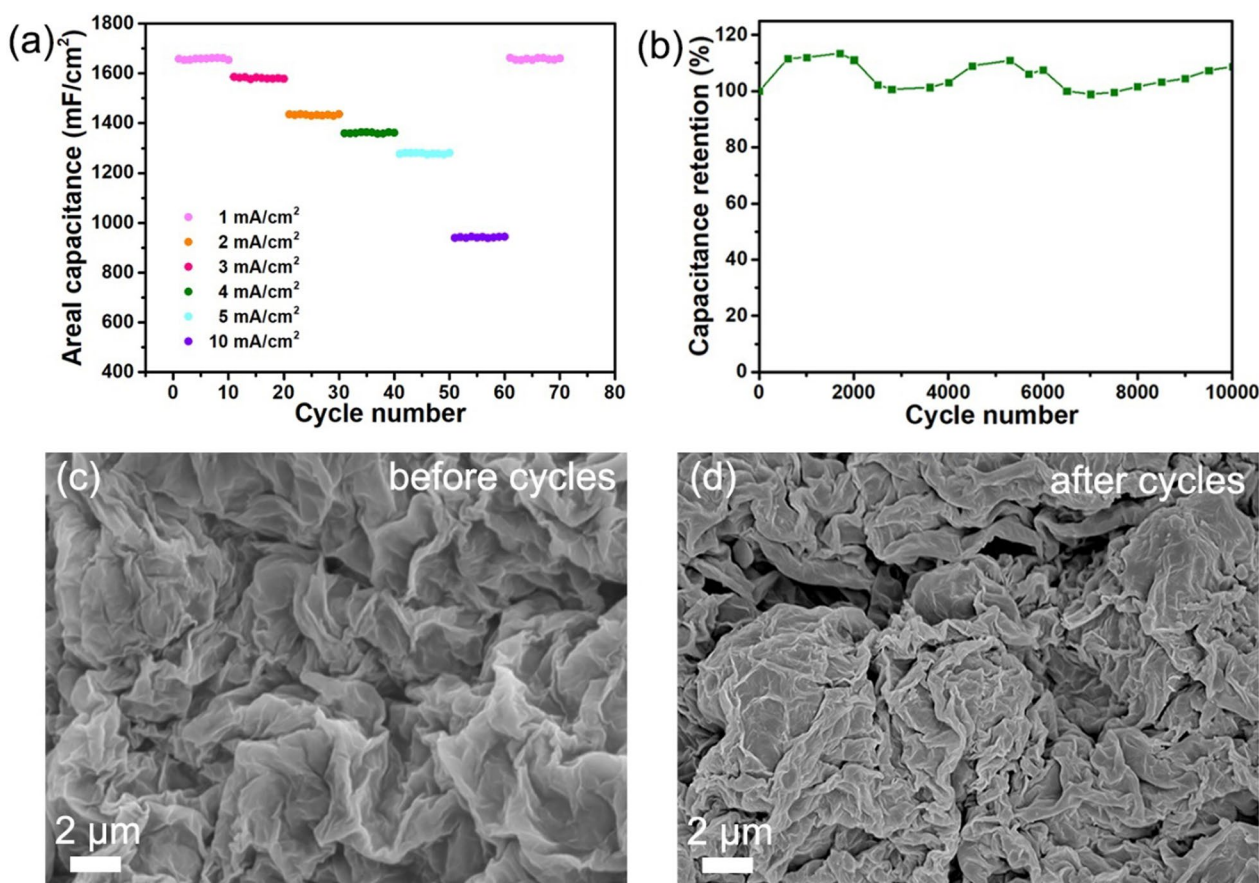 (a)
1800
1600
1400
1200
1000
800
600
400
Areal capacitance (mF/cm²)
1 mA/cm²
2 mA/cm²
3 mA/cm²
4 mA/cm²
5 mA/cm²
10 mA/cm²
0 10 20 30 40 50 60 70 80
Cycle number
(b)
120
100
80
60
40
20
0
Capacitance retention (%)
0 2000 4000 6000 8000 10000
Cycle number
(c) before cycles
2 μm
(d) after cycles
2 μm